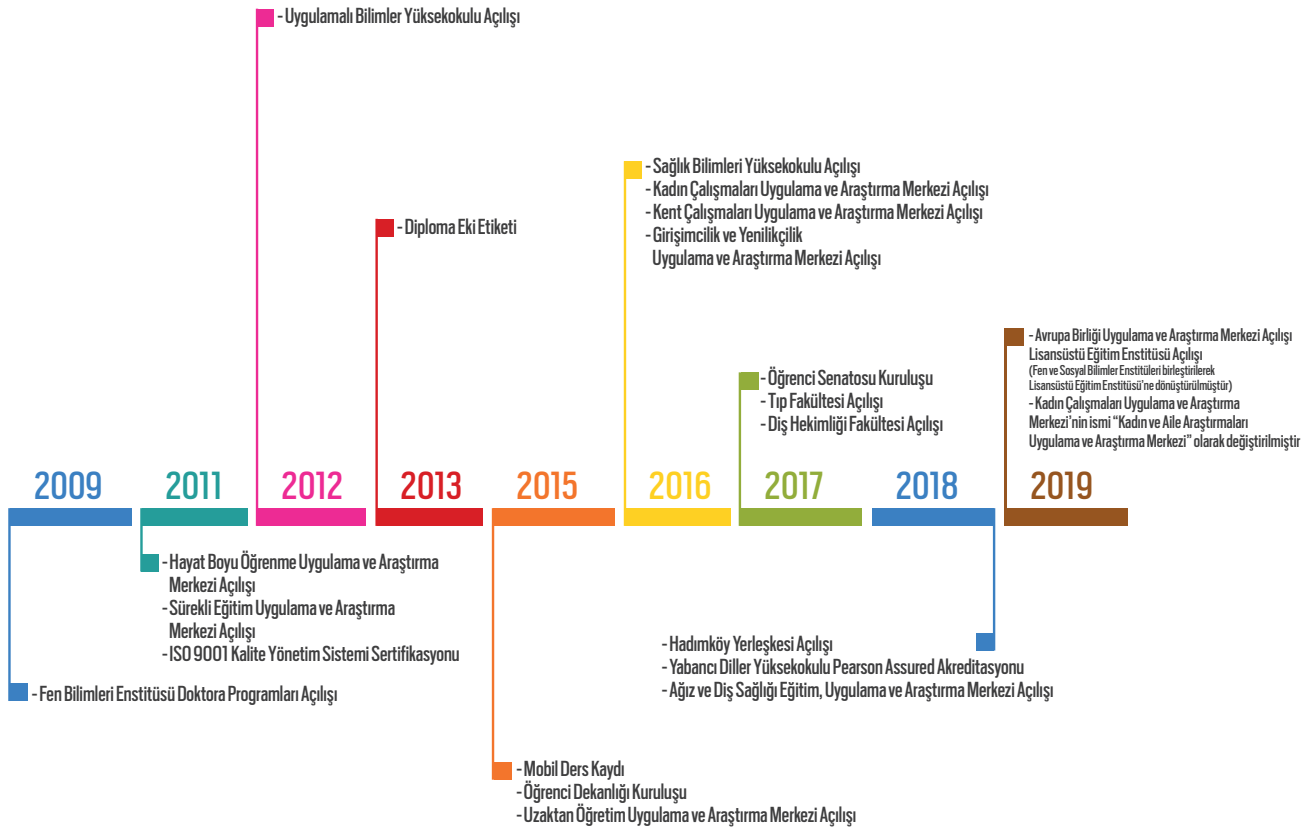 - Uygulamalı Bilimler Yüksekokulu Açılışı
- Sağlık Bilimleri Yüksekokulu Açılışı
- Kadın Çalışmaları Uygulama ve Araştırma Merkezi Açılışı
- Kent Çalışmaları Uygulama ve Araştırma Merkezi Açılışı
- Girişimcilik ve Yenilikçilik
Uygulama ve Araştırma Merkezi Açılışı
- Diploma Eki Etiketi
- Avrupa Birliği Uygulama ve Araştırma Merkezi Açılışı
Lisansüstü Eğitim Enstitüsü Açılışı
(Fen ve Sosyal Bilimler Enstitüleri birleştirilerek
Lisansüstü Eğitim Enstitüsü'ne dönüştürülmüştür)
- Kadın Çalışmaları Uygulama ve Araştırma
Merkezi'nin ismi "Kadın ve Aile Araştırmaları
Uygulama ve Araştırma Merkezi" olarak değiştirilmiştir
- Öğrenci Senatosu Kuruluşu
- Tıp Fakültesi Açılışı
- Diş Hekimliği Fakültesi Açılışı
2009 2011 2012 2013 2015 2016 2017 2018 2019
- Hayat Boyu Öğrenme Uygulama ve Araştırma
Merkezi Açılışı
- Sürekli Eğitim Uygulama ve Araştırma
Merkezi Açılışı
- ISO 9001 Kalite Yönetim Sistemi Sertifikasyonu
- Fen Bilimleri Enstitüsü Doktora Programları Açılışı
- Hadımköy Yerleşkesi Açılışı
- Yabancı Diller Yüksekokulu Pearson Assured Akreditasyonu
- Ağız ve Diş Sağlığı Eğitim, Uygulama ve Araştırma Merkezi Açılışı
- Mobil Ders Kaydı
- Öğrenci Dekanlığı Kuruluşu
- Uzaktan Öğretim Uygulama ve Araştırma Merkezi Açılışı